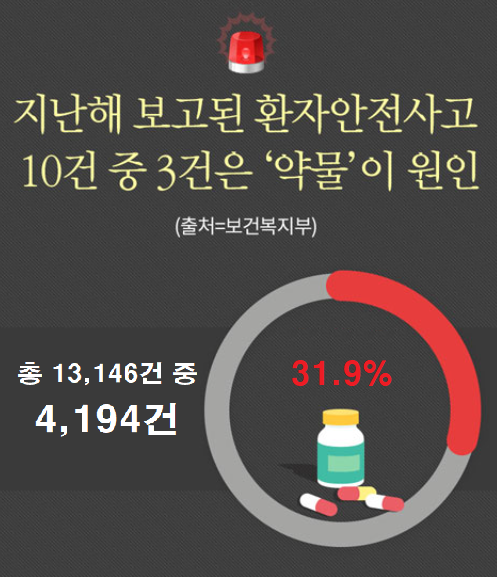 지난해 보고된 환자안전사고
10건 중 3건은 ‘약물’이 원인
(출처=보건복지부)
총 13,146건 중
4,194건
31.9%